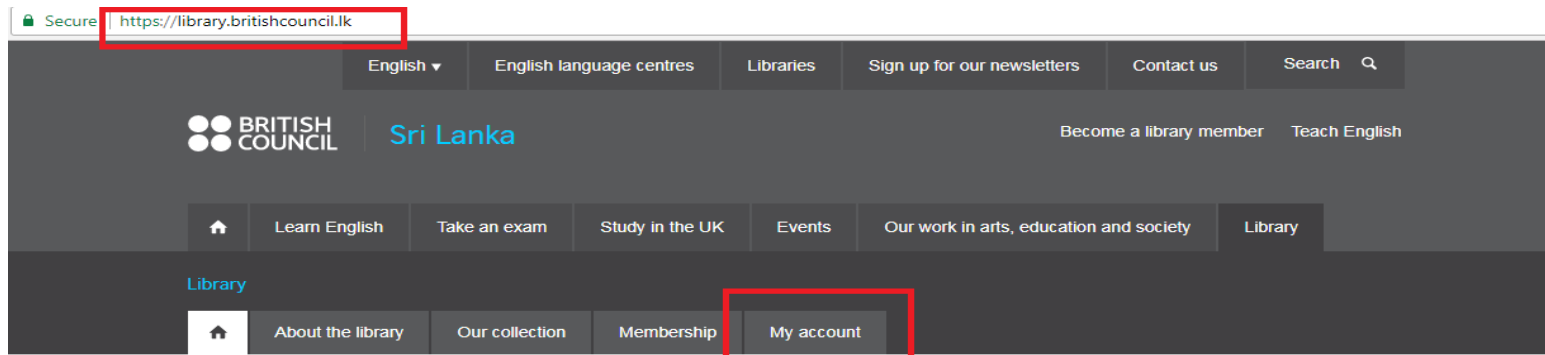 Secure https://library.britishcouncil.lk
English ▾ English language centres Libraries Sign up for our newsletters Contact us Search
BRITISH
COUNCIL
Sri Lanka
Become a library member Teach English
Learn English Take an exam Study in the UK Events Our work in arts, education and society Library
Library
About the library Our collection Membership My account